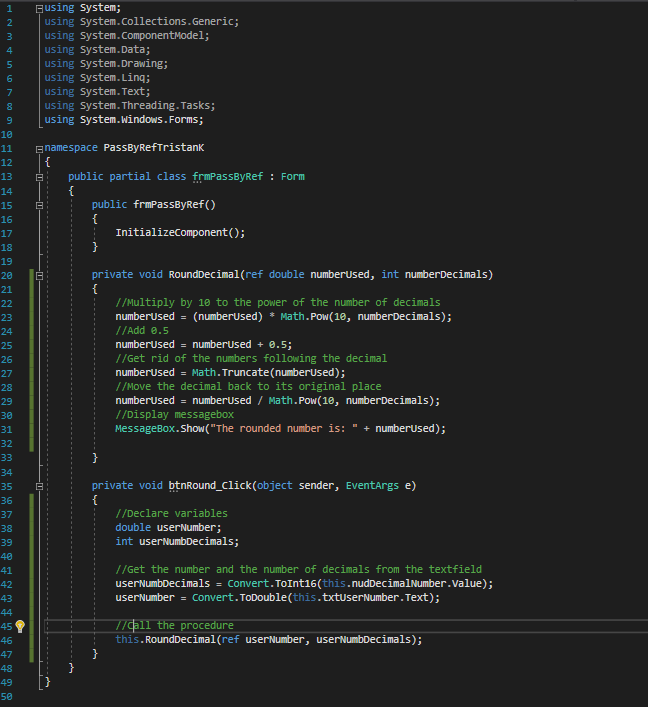 1 using System;
2 using System.Collections.Generic;
3 using System.ComponentModel;
4 using System.Data;
5 using System.Drawing;
6 using System.Linq;
7 using System.Text;
8 using System.Threading.Tasks;
9 using System.Windows.Forms;
10
11 namespace PassByRefTristanK
12 {
13 public partial class frmPassByRef : Form
14 {
15 public frmPassByRef()
16 {
17 InitializeComponent();
18 }
19
20 private void RoundDecimal(ref double numberUsed, int numberDecimals)
21 {
22 //Multiply by 10 to the power of the number of decimals
23 numberUsed = (numberUsed) * Math.Pow(10, numberDecimals);
24 //Add 0.5
25 numberUsed = numberUsed + 0.5;
26 //Get rid of the numbers following the decimal
27 numberUsed = Math.Truncate(numberUsed);
28 //Move the decimal back to its original place
29 numberUsed = numberUsed / Math.Pow(10, numberDecimals);
30 //Display messagebox
31 MessageBox.Show("The rounded number is: " + numberUsed);
32
33 }
34
35 private void btnRound_Click(object sender, EventArgs e)
36 {
37 //Declare variables
38 double userNumber;
39 int userNumbDecimals;
40
41 //Get the number and the number of decimals from the textfield
42 userNumbDecimals = Convert.ToInt16(this.nudDecimalNumber.Value);
43 userNumber = Convert.ToDouble(this.txtUserNumber.Text);
44
45 //Call the procedure
46 this.RoundDecimal(ref userNumber, userNumbDecimals);
47 }
48 }
49 }
50